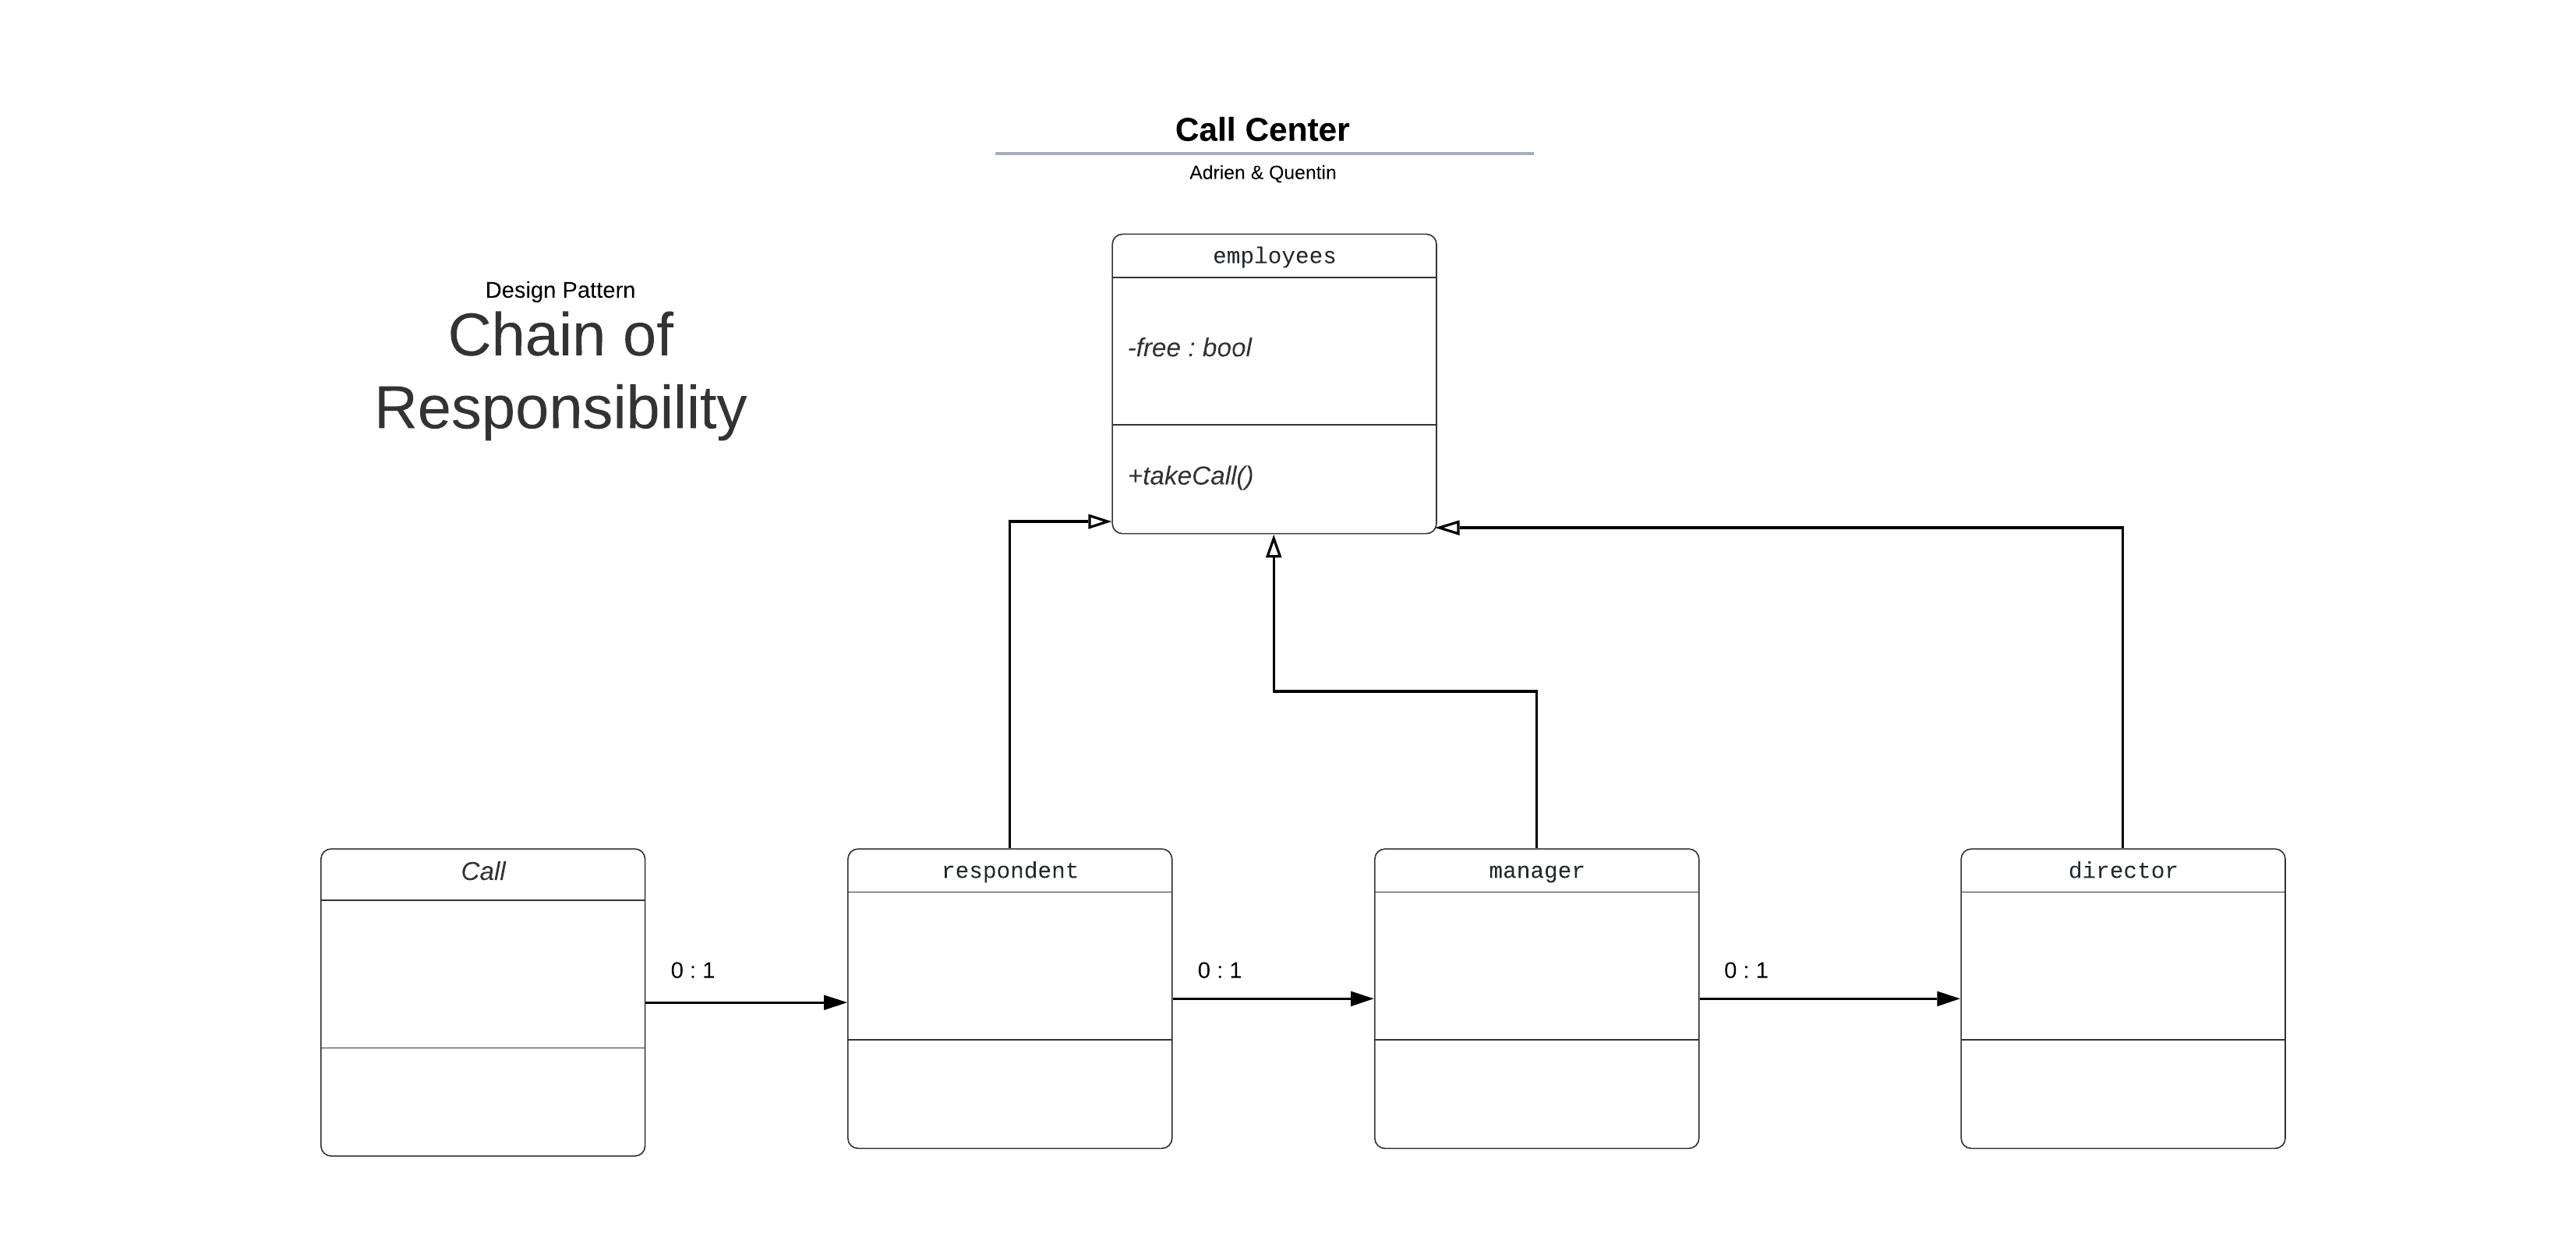 Call Center
Adrien & Quentin
Design Pattern
Chain of
Responsibility
employees
-free : bool
+takeCall()
Call
respondent
manager
director
0 : 1
0 : 1
0 : 1